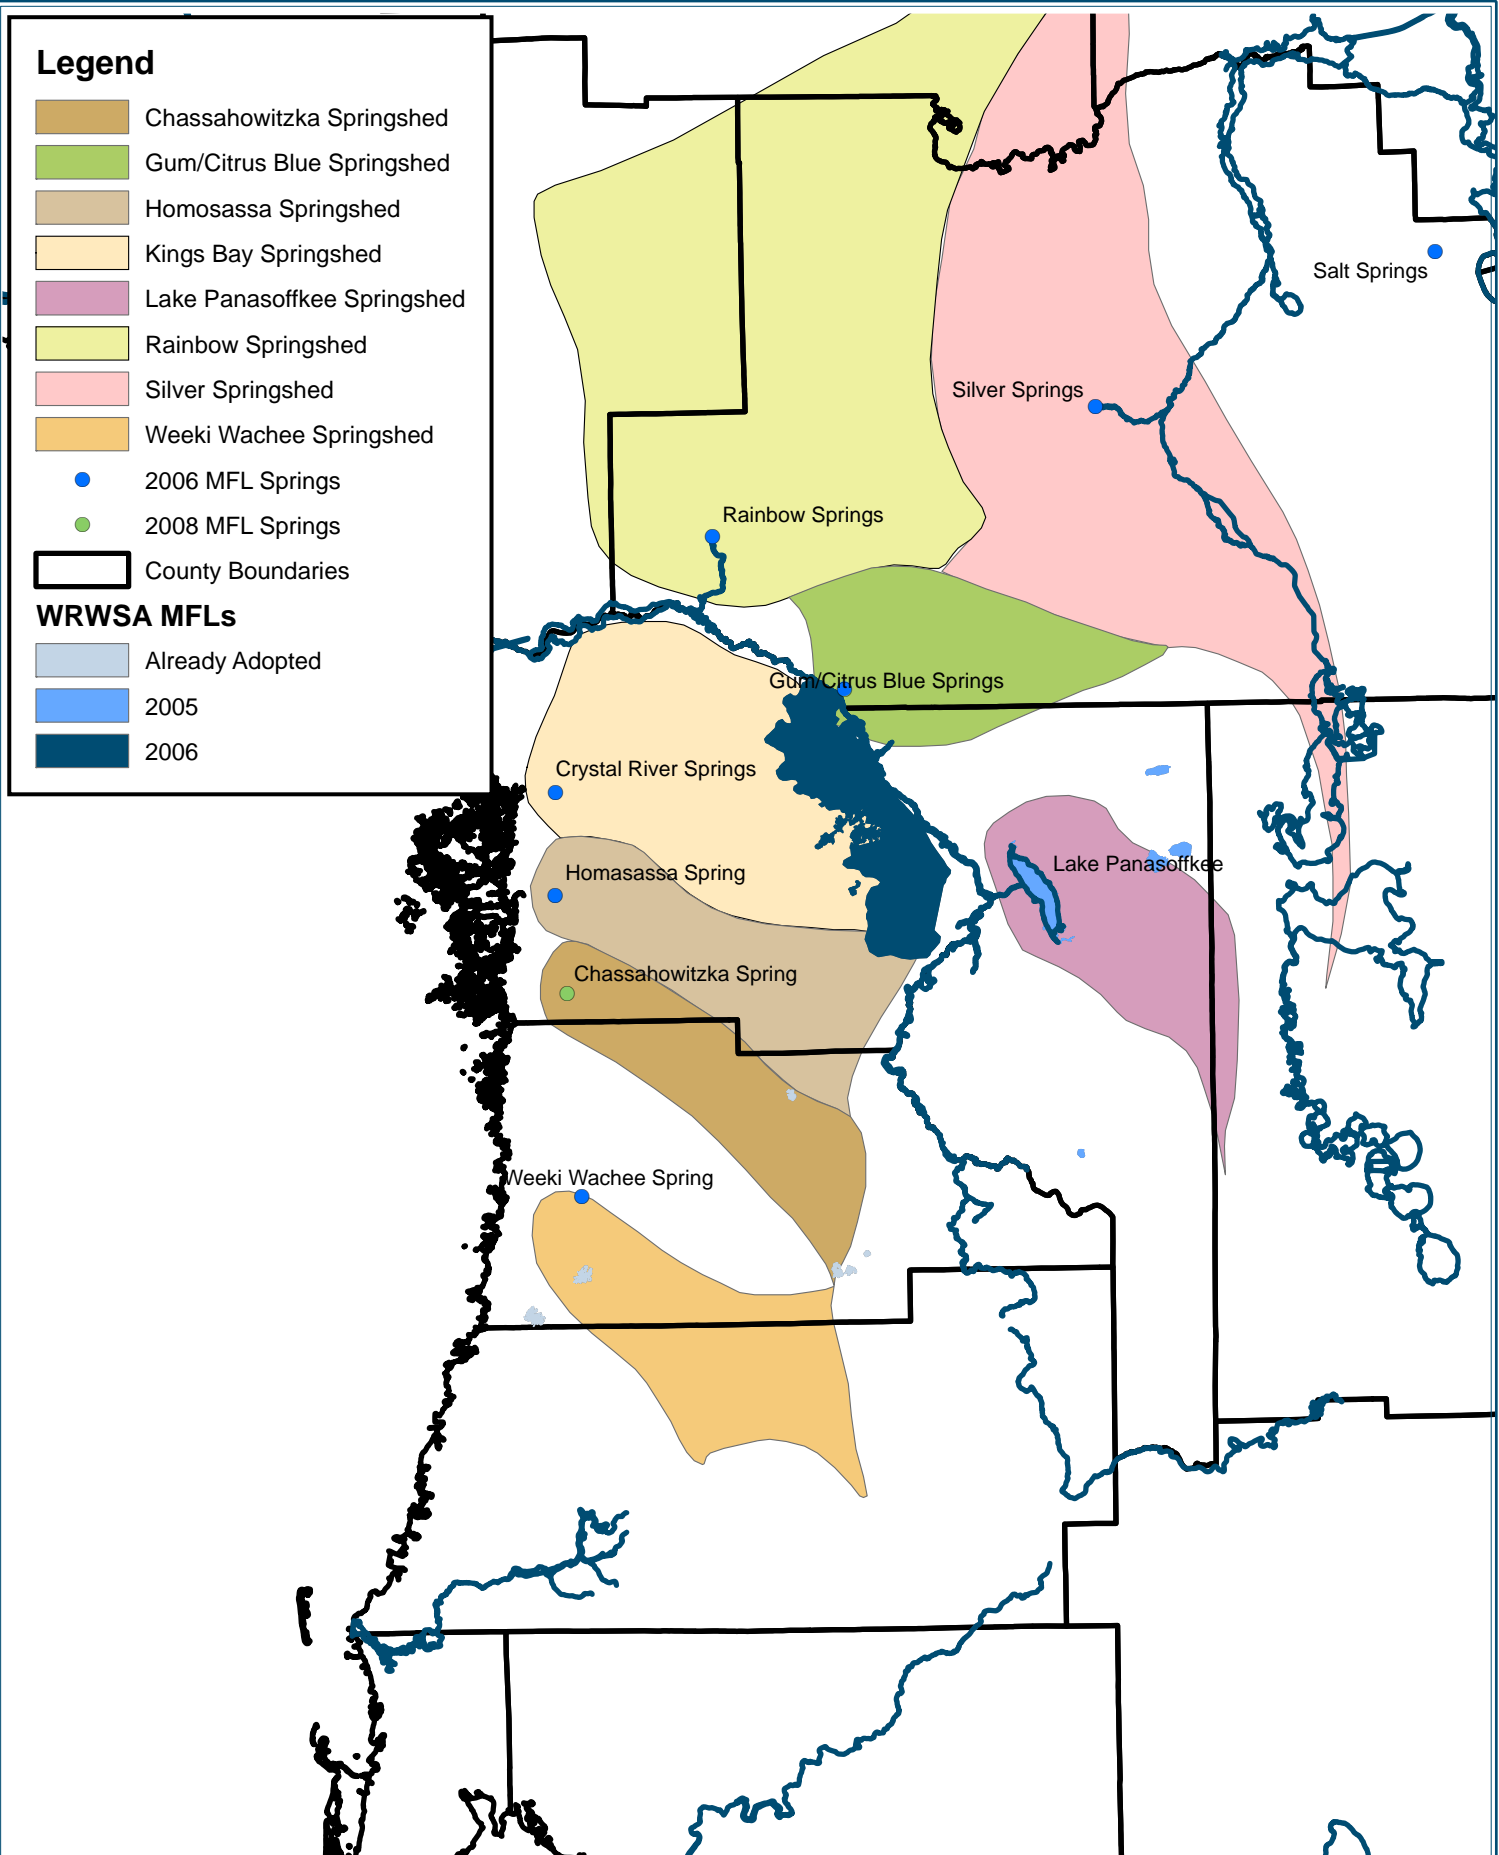 Legend
Chassahowitzka Springshed
Gum/Citrus Blue Springshed
Homosassa Springshed
Kings Bay Springshed
Lake Panasoffkee Springshed
Rainbow Springshed
Silver Springshed
Weeki Wachee Springshed
2006 MFL Springs
2008 MFL Springs
County Boundaries
WRWSA MFLs
Already Adopted
2005
2006
Salt Springs
Silver Springs
Rainbow Springs
Gum/Citrus Blue Springs
Crystal River Springs
Lake Panasoffkee
Homasassa Spring
Chassahowitzka Spring
Weeki Wachee Spring